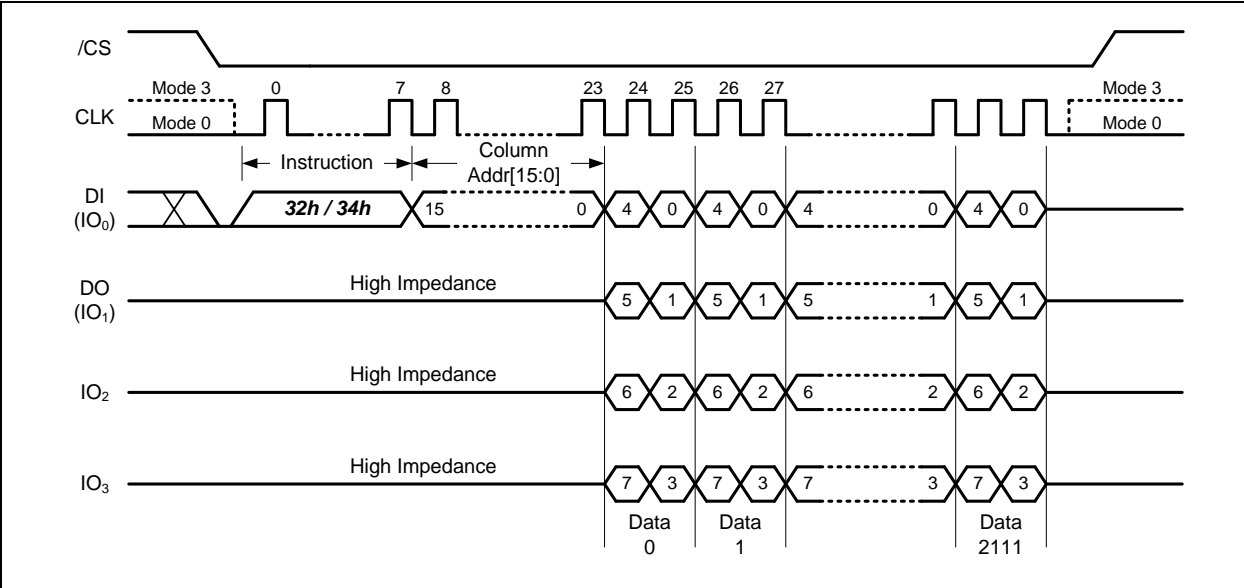 /CS
Mode 3 0 7 8 23 24 25 26 27 Mode 3
CLK
Mode 0 Mode 0
Instruction
Column
Addr[15:0]
DI
(IO₀)
32h / 34h 15 0 4 0 4 0 4 0 4 0
High Impedance
DO
(IO₁)
5 1 5 1 5 1 5 1
High Impedance
IO₂ 6 2 6 2 6 2 6 2
High Impedance
IO₃ 7 3 7 3 7 3 7 3
Data
0
Data
1
Data
2111